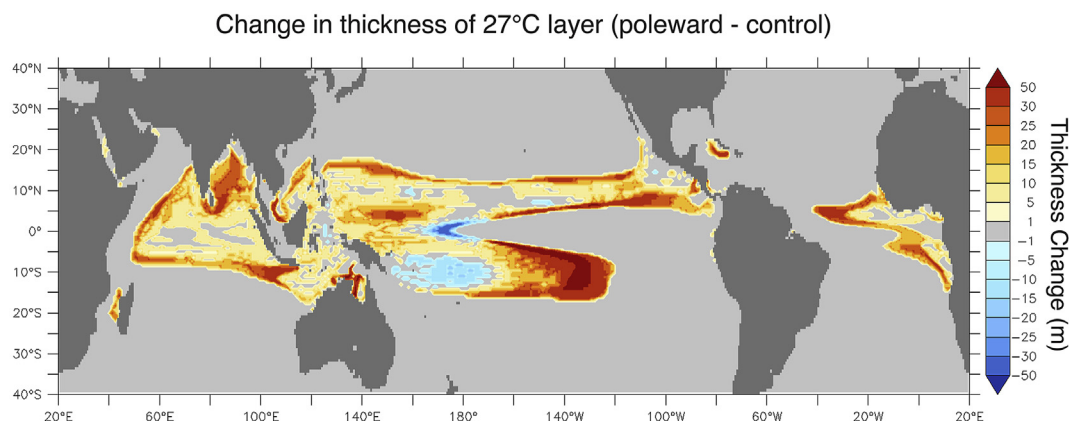 Change in thickness of 27°C layer (poleward - control)
40°N
30°N
20°N
10°N
0°
10°S
20°S
30°S
40°S
20°E
60°E
100°E
140°E
180°
140°W
100°W
60°W
20°W
20°E
50
30
25
20
15
10
5
1
−1
−5
−10
−15
−20
−25
−30
−50
Thickness Change (m)